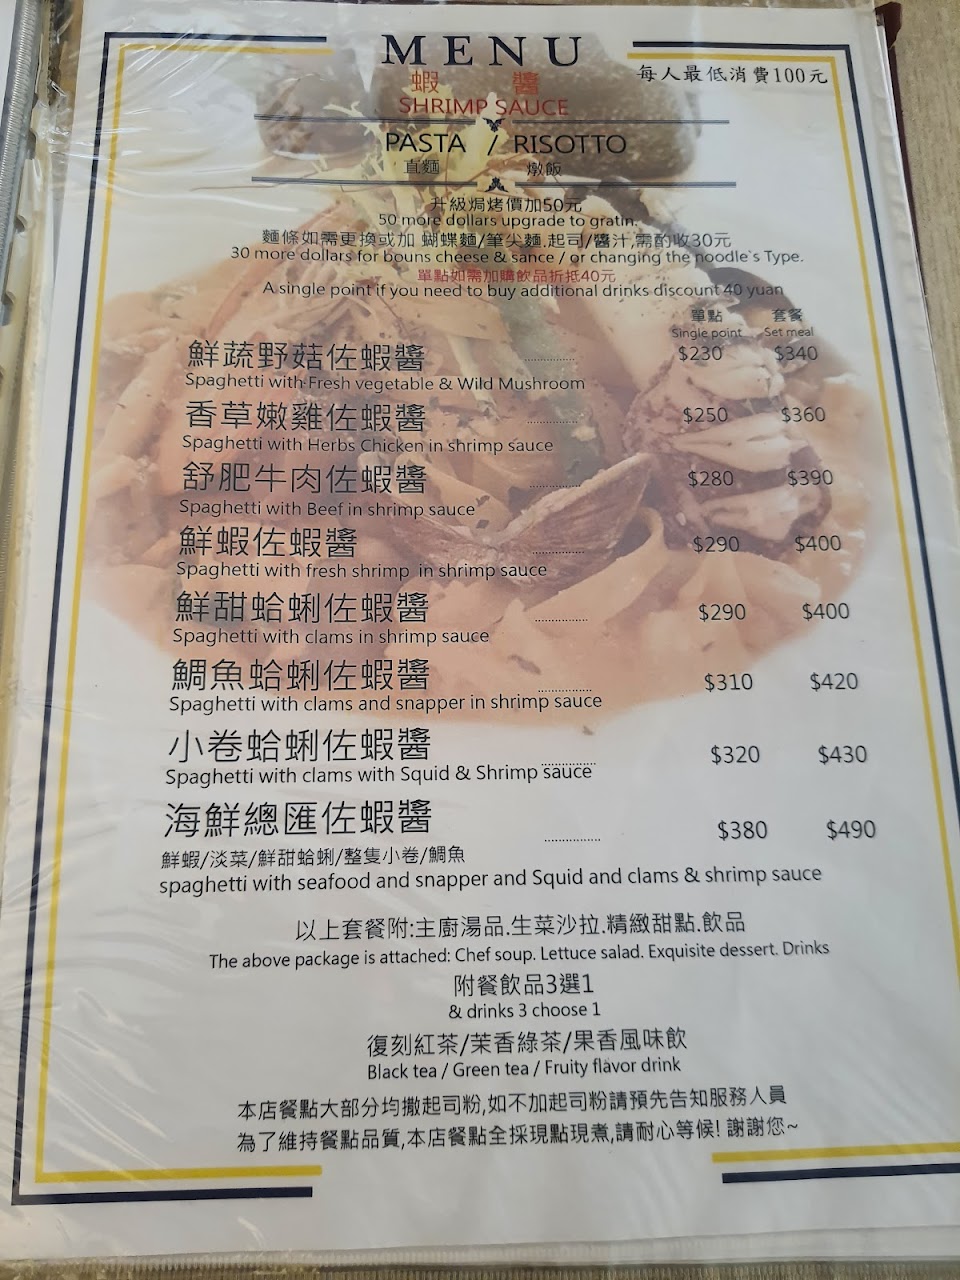 MENU
每人最低消費100元
蝦 醬
SHRIMP SAUCE
PASTA / RISOTTO
直麵 燉飯
升級焗烤價加50元
50 more dollars upgrade to gratin.
麵條如需更換或加 蝴蝶麵/筆尖麵.起司/醬汁,需酌收30元
30 more dollars for bouns cheese & sance / or changing the noodle`s Type.
單點如需加購飲品折抵40元
A single point if you need to buy additional drinks discount 40 yuan
單點 套餐
Single point Set meal
鮮蔬野菇佐蝦醬 ................ $230 $340
Spaghetti with Fresh vegetable & Wild Mushroom
香草嫩雞佐蝦醬 ................ $250 $360
Spaghetti with Herbs Chicken in shrimp sauce
舒肥牛肉佐蝦醬 ................ $280 $390
Spaghetti with Beef in shrimp sauce
鮮蝦佐蝦醬 ................ $290 $400
Spaghetti with fresh shrimp in shrimp sauce
鮮甜蛤蜊佐蝦醬 ................ $290 $400
Spaghetti with clams in shrimp sauce
鯛魚蛤蜊佐蝦醬 ................ $310 $420
Spaghetti with clams and snapper in shrimp sauce
小卷蛤蜊佐蝦醬 ................ $320 $430
Spaghetti with clams with Squid & Shrimp sauce
海鮮總匯佐蝦醬 ................ $380 $490
鮮蝦/淡菜/鮮甜蛤蜊/整隻小卷/鯛魚
spaghetti with seafood and snapper and Squid and clams & shrimp sauce
以上套餐附:主廚湯品.生菜沙拉.精緻甜點.飲品
The above package is attached: Chef soup. Lettuce salad. Exquisite dessert. Drinks
附餐飲品3選1
& drinks 3 choose 1
復刻紅茶/茉香綠茶/果香風味飲
Black tea / Green tea / Fruity flavor drink
本店餐點大部分均撒起司粉,如不加起司粉請預先告知服務人員
為了維持餐點品質,本店餐點全採現點現煮,請耐心等候! 謝謝您~